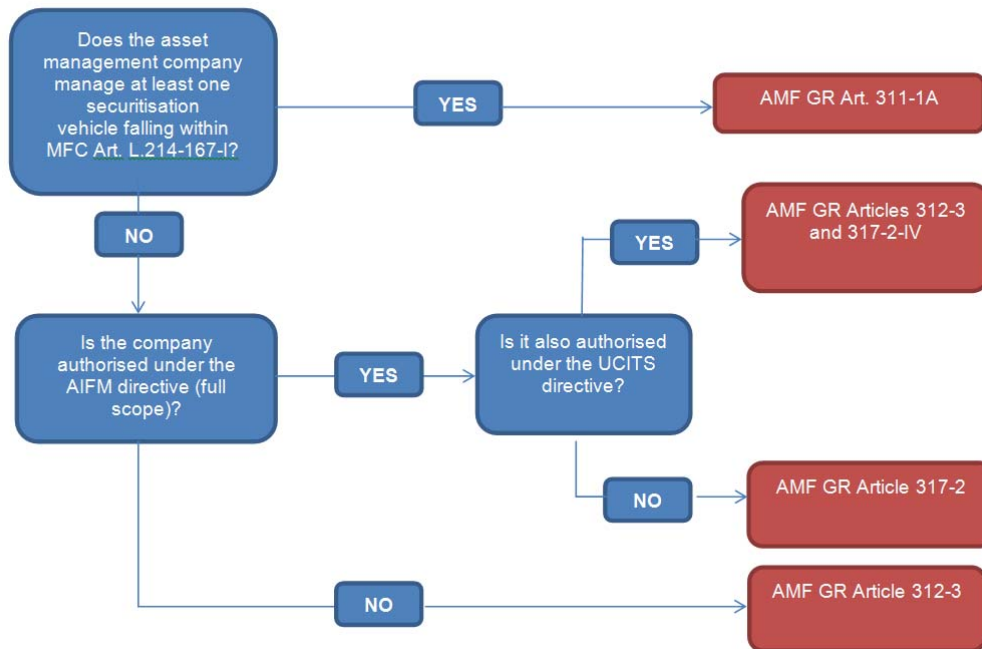 Does the asset
management company
manage at least one
securitisation
vehicle falling within
MFC Art. L.214-167-I?
YES
AMF GR Art. 311-1A
NO
AMF GR Articles 312-3
and 317-2-IV
YES
Is the company
authorised under the
AIFM directive (full
scope)?
YES
Is it also authorised
under the UCITS
directive?
NO
AMF GR Article 317-2
NO
AMF GR Article 312-3